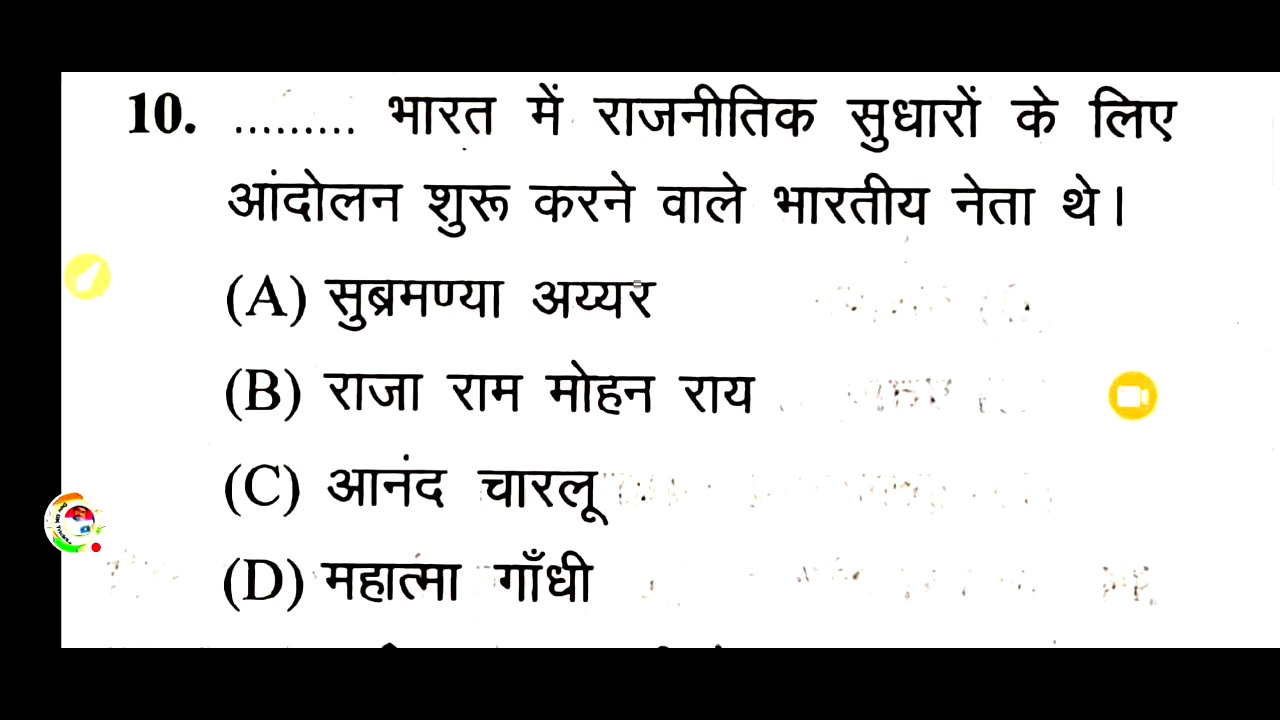 10. ......... भारत में राजनीतिक सुधारों के लिए
आंदोलन शुरू करने वाले भारतीय नेता थे।
(A) सुब्रमण्या अय्यर
(B) राजा राम मोहन राय
(C) आनंद चारलू
(D) महात्मा गाँधी